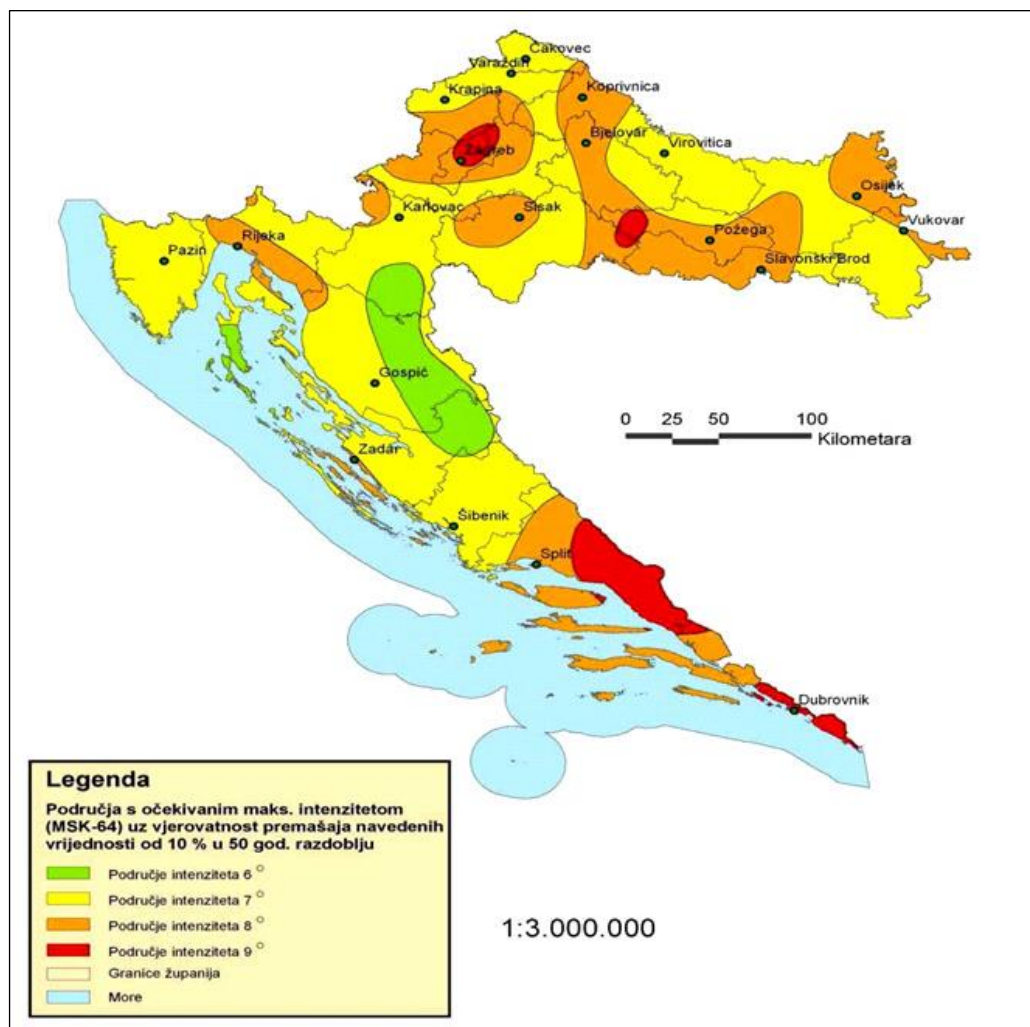 Čakovec
Varaždin
Krapina
Koprivnica
Bjelovar
Virovitica
Zagreb
Osijek
Karlovac
Sisak
Vukovar
Požega
Rijeka
Pazin
Slavonski Brod
Gospić
0 25 50 100
Kilometara
Zadar
Šibenik
Split
Dubrovnik
Legenda
Područja s očekivanim maks. intenzitetom
(MSK-64) uz vjerovatnost premašaja navedenih
vrijednosti od 10 % u 50 god. razdoblju
Područje intenziteta 6 °
Područje intenziteta 7 °
Područje intenziteta 8 °
Područje intenziteta 9 °
Granice županija
More
1:3.000.000